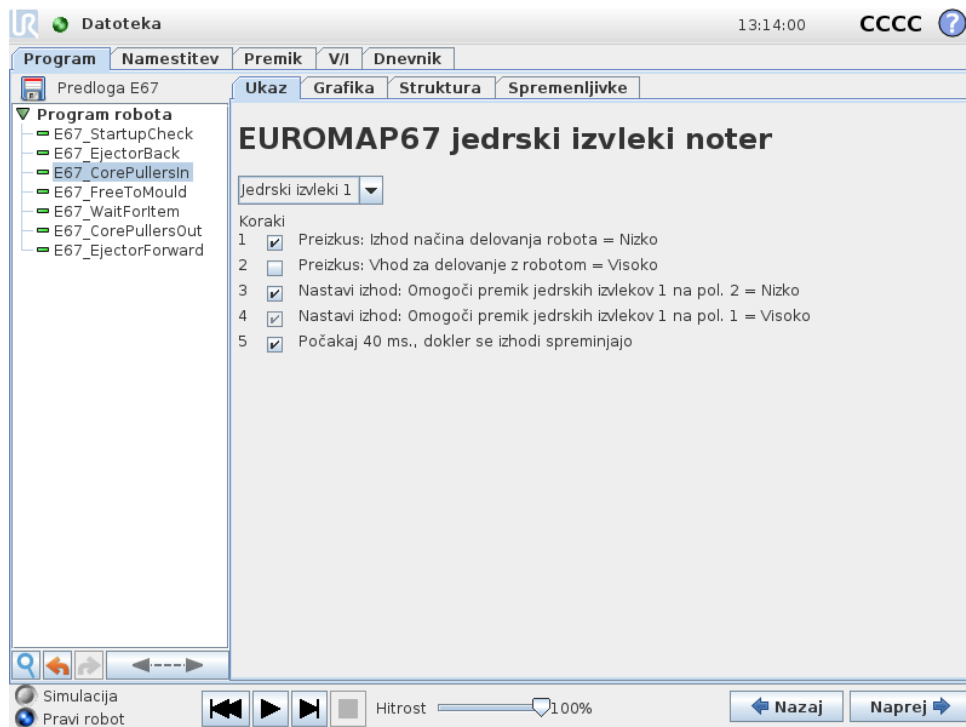 UR Datoteka 13:14:00 CCCC ?
Program Namestitev Premik V/I Dnevnik
Predloga E67
Ukaz Grafika Struktura Spremenljivke
Program robota
E67_StartupCheck
E67_EjectorBack
E67_CorePullersIn
E67_FreeToMould
E67_WaitForItem
E67_CorePullersOut
E67_EjectorForward
EUROMAP67 jedrski izvleki noter
Jedrski izvleki 1
Koraki
1 Preizkus: Izhod načina delovanja robota = Nizko
2 Preizkus: Vhod za delovanje z robotom = Visoko
3 Nastavi izhod: Omogoči premik jedrskih izvlekov 1 na pol. 2 = Nizko
4 Nastavi izhod: Omogoči premik jedrskih izvlekov 1 na pol. 1 = Visoko
5 Počakaj 40 ms., dokler se izhodi spreminjajo
Simulacija
Pravi robot
Hitrost 100%
Nazaj Naprej